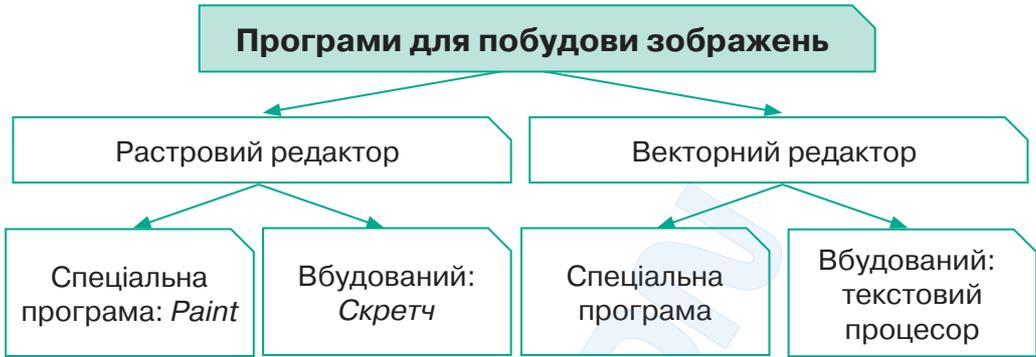 Програми для побудови зображень
Растровий редактор
Векторний редактор
Спеціальна
програма: Paint
Вбудований:
Скретч
Спеціальна
програма
Вбудований:
текстовий
процесор